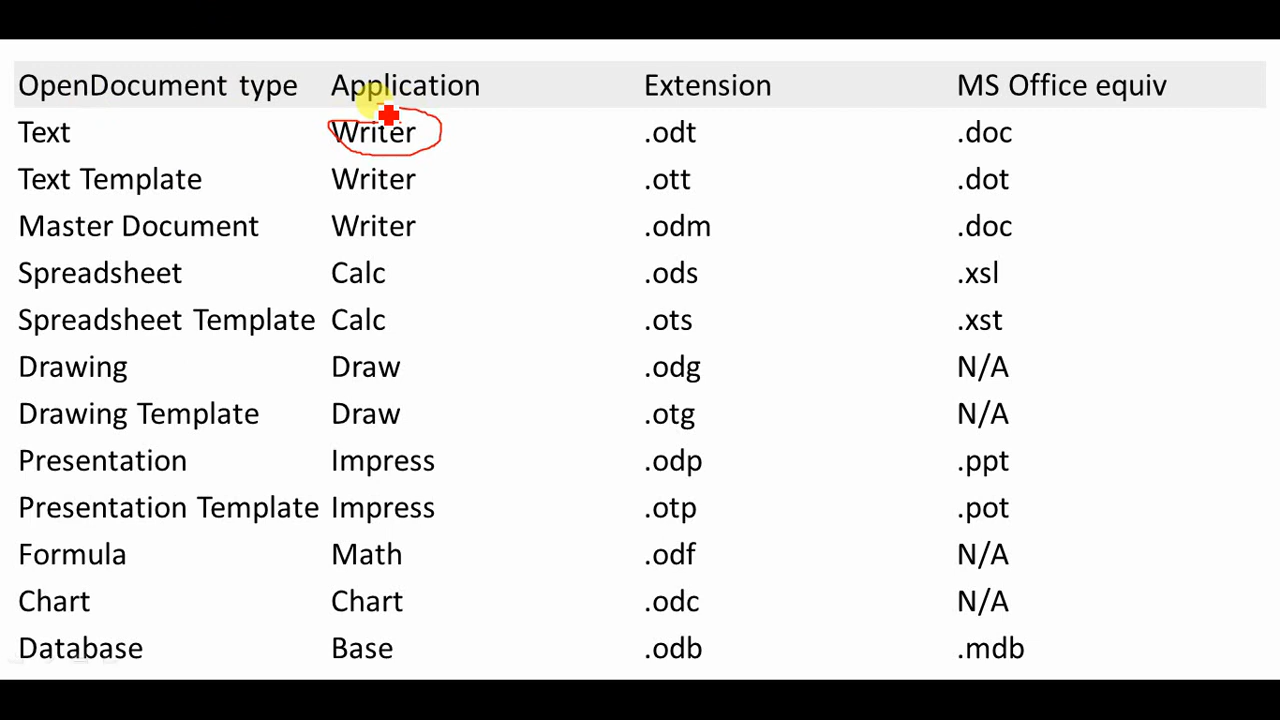 OpenDocument type Application Extension MS Office equiv
Text Writer .odt .doc
Text Template Writer .ott .dot
Master Document Writer .odm .doc
Spreadsheet Calc .ods .xsl
Spreadsheet Template Calc .ots .xst
Drawing Draw .odg N/A
Drawing Template Draw .otg N/A
Presentation Impress .odp .ppt
Presentation Template Impress .otp .pot
Formula Math .odf N/A
Chart Chart .odc N/A
Database Base .odb .mdb